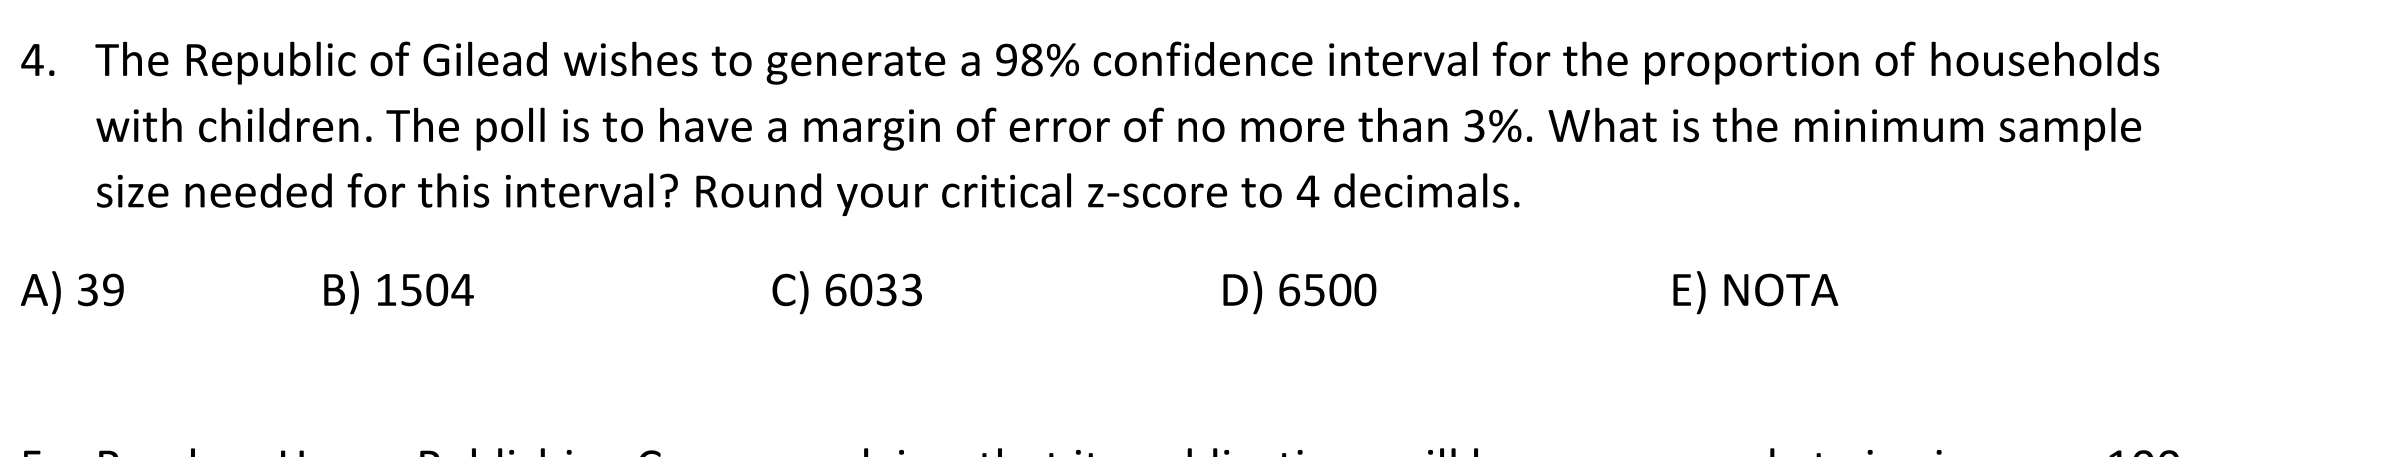 4. The Republic of Gilead wishes to generate a 98% confidence interval for the proportion of households
with children. The poll is to have a margin of error of no more than 3%. What is the minimum sample
size needed for this interval? Round your critical z-score to 4 decimals.
A) 39 B) 1504 C) 6033 D) 6500 E) NOTA